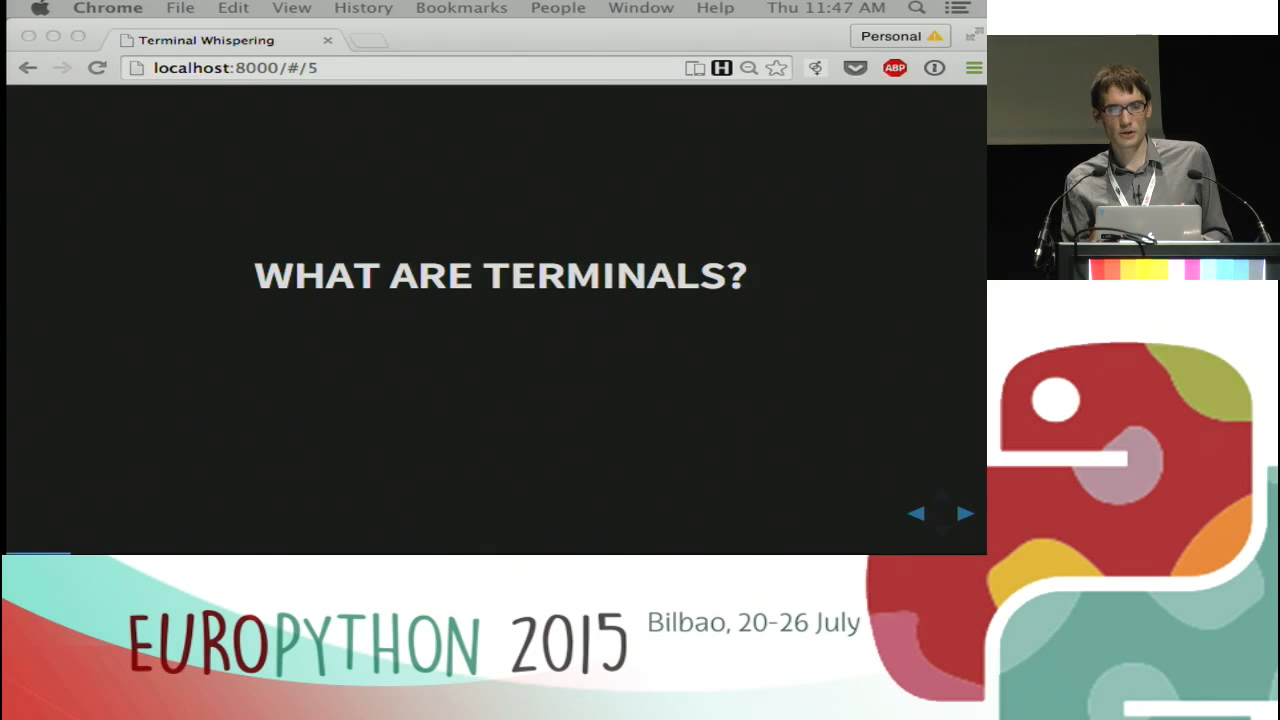 Chrome File Edit View History Bookmarks People Window Help Thu 11:47 AM
Terminal Whispering
Personal
localhost:8000/#/5
H
ABP
WHAT ARE TERMINALS?
EUROPYTHON 2015
Bilbao, 20-26 July